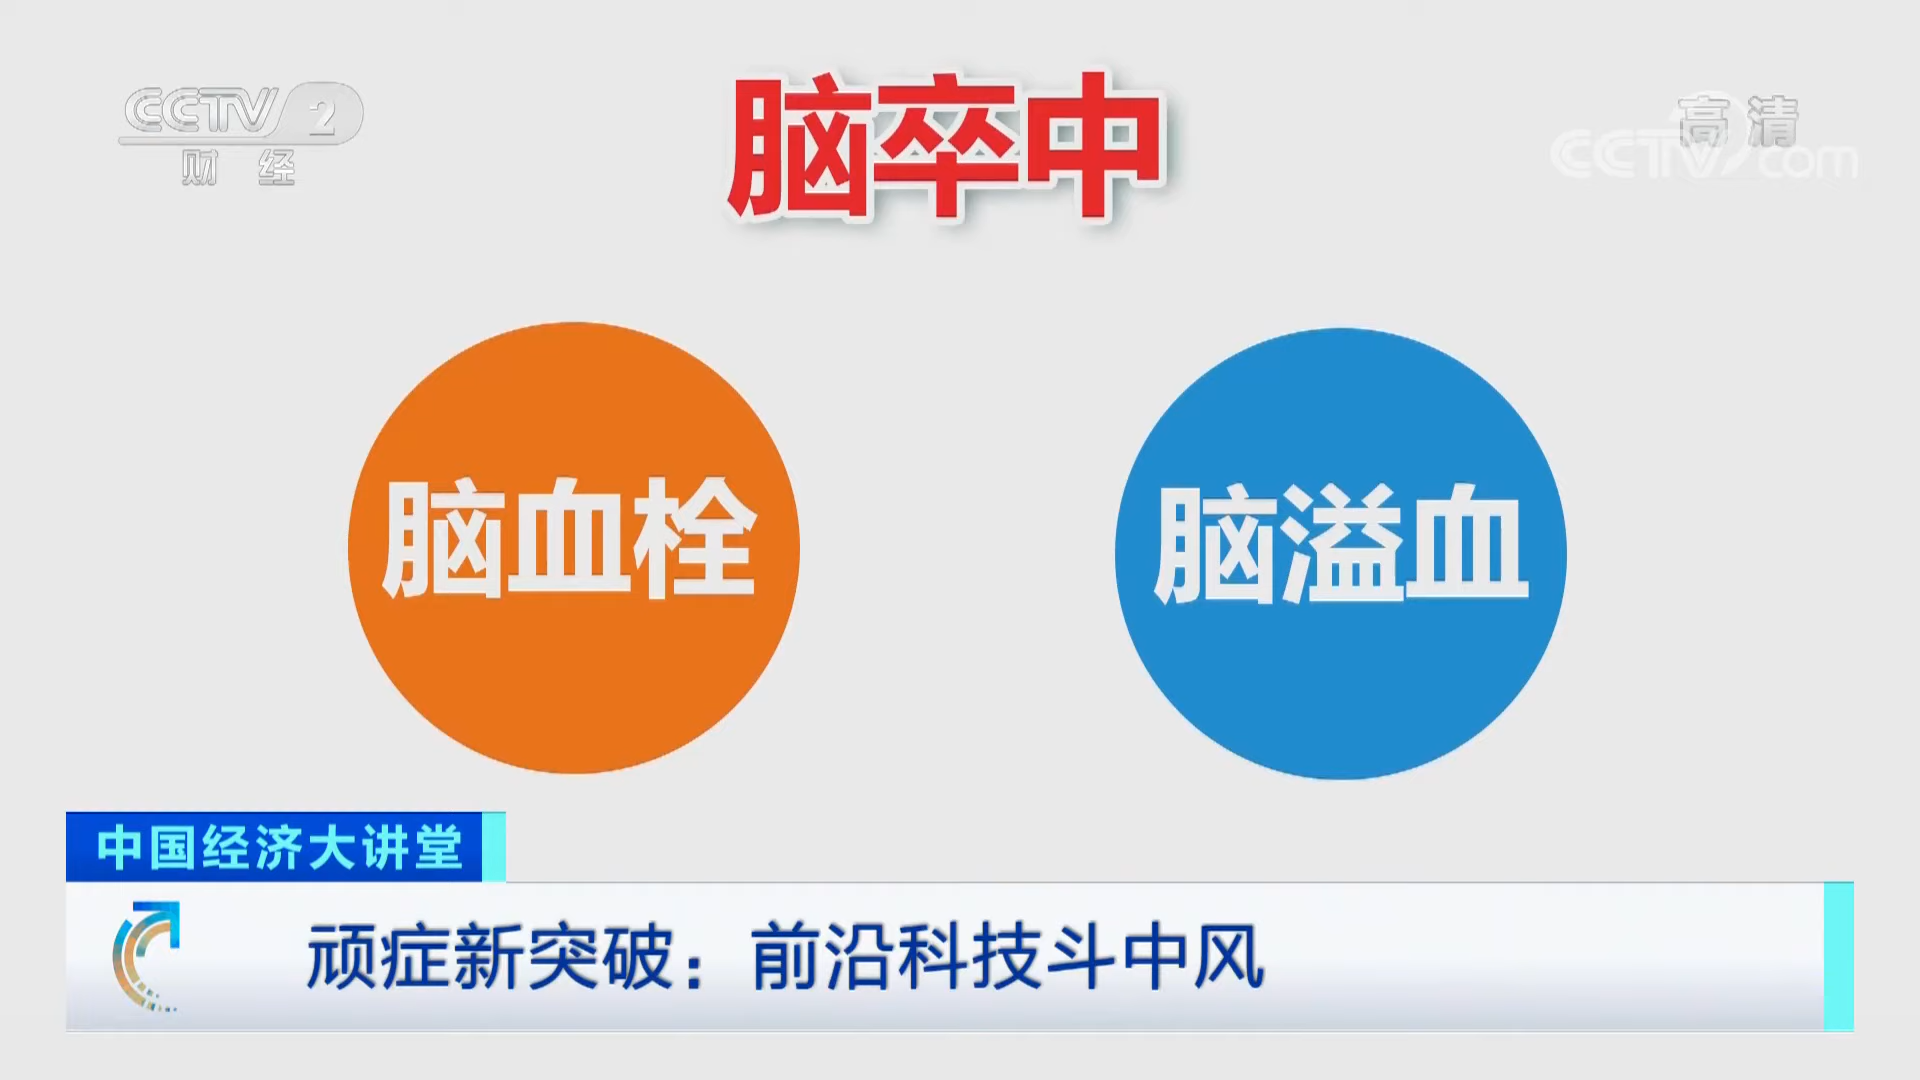 脑卒中
CCTV 2
财经
高清
CCTV.com
脑血栓
脑溢血
中国经济大讲堂
顽症新突破：前沿科技斗中风